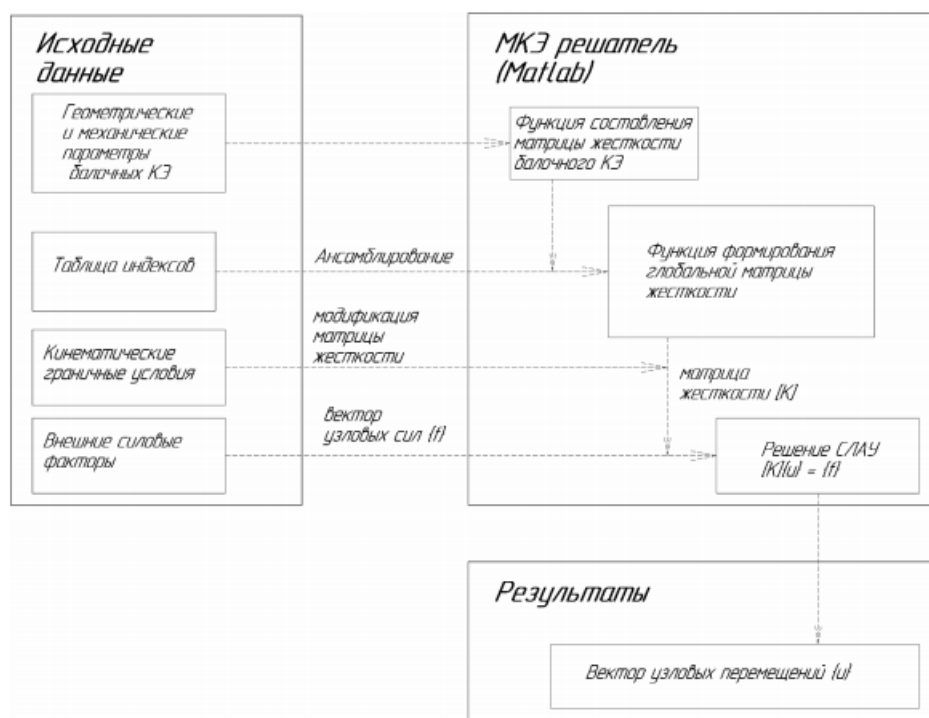 Исходные
данные
Геометрические
и механические
параметры
балочных КЭ
Таблица индексов
Кинематические
граничные условия
Внешние силовые
факторы
Ансамблирование
модификация
матрицы
жесткости
вектор
узловых сил {f}
МКЭ решатель
(Matlab)
Функция составления
матрицы жесткости
балочного КЭ
Функция формирования
глобальной матрицы
жесткости
матрица
жесткости [K]
Решение СЛАУ
[K]{u} = {f}
Результаты
Вектор узловых перемещений {u}